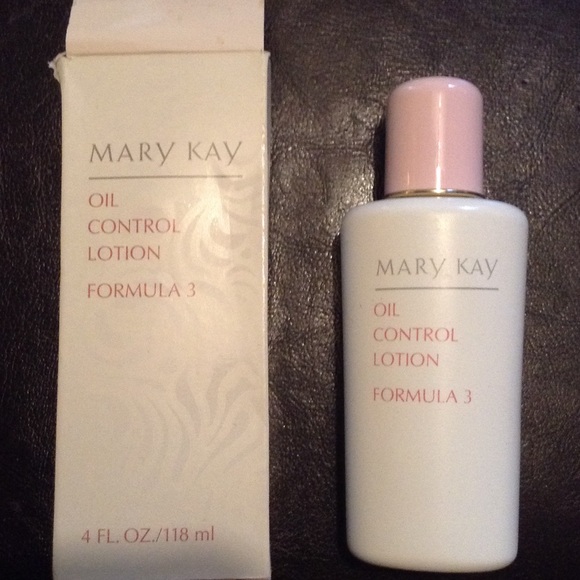 MARY KAY
OIL
CONTROL
LOTION
FORMULA 3
4 FL. OZ./118 ml
MARY KAY
OIL
CONTROL
LOTION
FORMULA 3